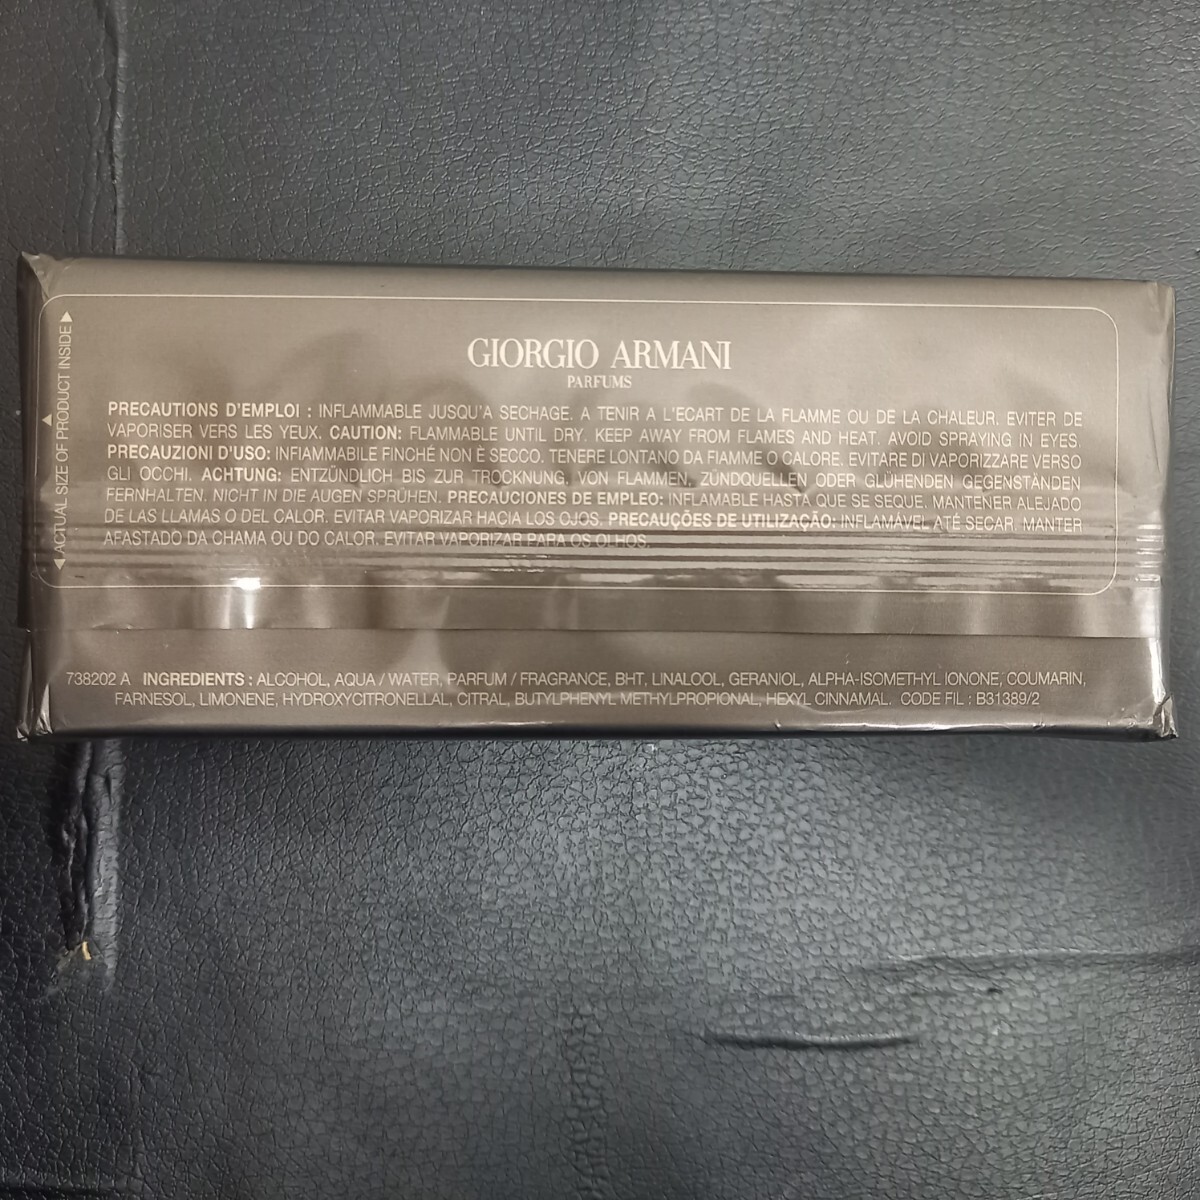 GIORGIO ARMANI
PARFUMS
◄ACTUAL SIZE OF PRODUCT INSIDE►
PRECAUTIONS D'EMPLOI : INFLAMMABLE JUSQU'A SECHAGE. A TENIR A L'ECART DE LA FLAMME OU DE LA CHALEUR. EVITER DE
VAPORISER VERS LES YEUX. CAUTION: FLAMMABLE UNTIL DRY. KEEP AWAY FROM FLAMES AND HEAT. AVOID SPRAYING IN EYES.
PRECAUZIONI D'USO: INFIAMMABILE FINCHÉ NON È SECCO. TENERE LONTANO DA FIAMME O CALORE. EVITARE DI VAPORIZZARE VERSO
GLI OCCHI. ACHTUNG: ENTZÜNDLICH BIS ZUR TROCKNUNG, VON FLAMMEN, ZÜNDQUELLEN ODER GLÜHENDEN GEGENSTÄNDEN
FERNHALTEN. NICHT IN DIE AUGEN SPRÜHEN. PRECAUCIONES DE EMPLEO: INFLAMABLE HASTA QUE SE SEQUE. MANTENER ALEJADO
DE LAS LLAMAS O DEL CALOR. EVITAR VAPORIZAR HACIA LOS OJOS. PRECAUÇÕES DE UTILIZAÇÃO: INFLAMÁVEL ATÉ SECAR. MANTER
AFASTADO DA CHAMA OU DO CALOR. EVITAR VAPORIZAR PARA OS OLHOS.
738202 A INGREDIENTS : ALCOHOL, AQUA / WATER, PARFUM / FRAGRANCE, BHT, LINALOOL, GERANIOL, ALPHA-ISOMETHYL IONONE, COUMARIN,
FARNESOL, LIMONENE, HYDROXYCITRONELLAL, CITRAL, BUTYLPHENYL METHYLPROPIONAL, HEXYL CINNAMAL. CODE FIL : B31389/2